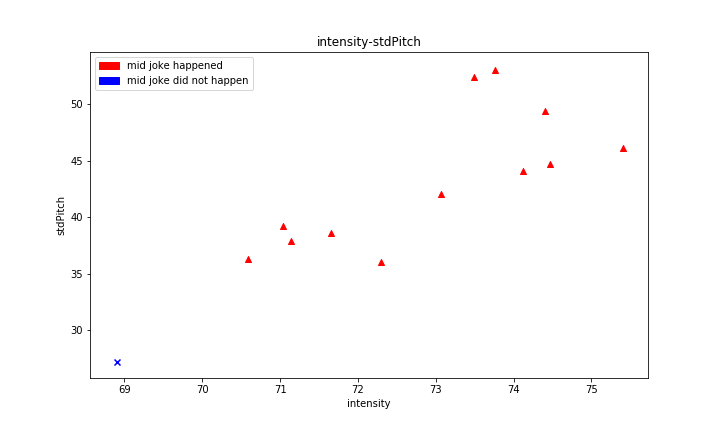 intensity-stdPitch
mid joke happened
mid joke did not happen
50
45
40
35
30
stdPitch
69 70 71 72 73 74 75
intensity